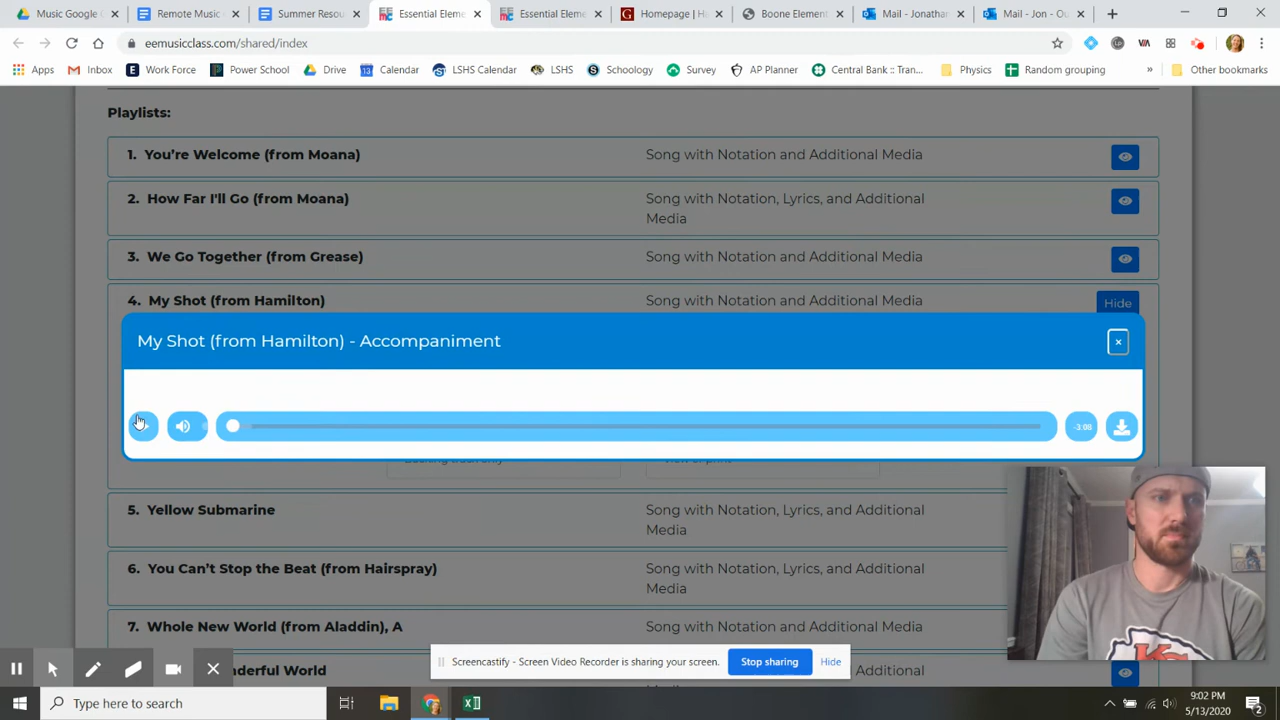 Music Google C
Remote Music
Summer Resou
Essential Eleme
Essential Eleme
Homepage | Ha
Boone Element
Mail - Jonathan
Mail - Jon - Ou
eemusicclass.com/shared/index
Apps
Inbox
Work Force
Power School
Drive
Calendar
LSHS Calendar
LSHS
Schoology
Survey
AP Planner
Central Bank :: Tran...
Physics
Random grouping
»
Other bookmarks
Playlists:
1. You're Welcome (from Moana)
Song with Notation and Additional Media
2. How Far I'll Go (from Moana)
Song with Notation, Lyrics, and Additional
Media
3. We Go Together (from Grease)
Song with Notation and Additional Media
4. My Shot (from Hamilton)
Song with Notation and Additional Media
Hide
My Shot (from Hamilton) - Accompaniment
×
-3:08
5. Yellow Submarine
Song with Notation, Lyrics, and Additional
Media
6. You Can't Stop the Beat (from Hairspray)
Song with Notation, Lyrics, and Additional
Media
7. Whole New World (from Aladdin), A
Song with Notation and Additional Media
Screencastify - Screen Video Recorder is sharing your screen.
Stop sharing
Hide
nderful World
Type here to search
9:02 PM
5/13/2020
2